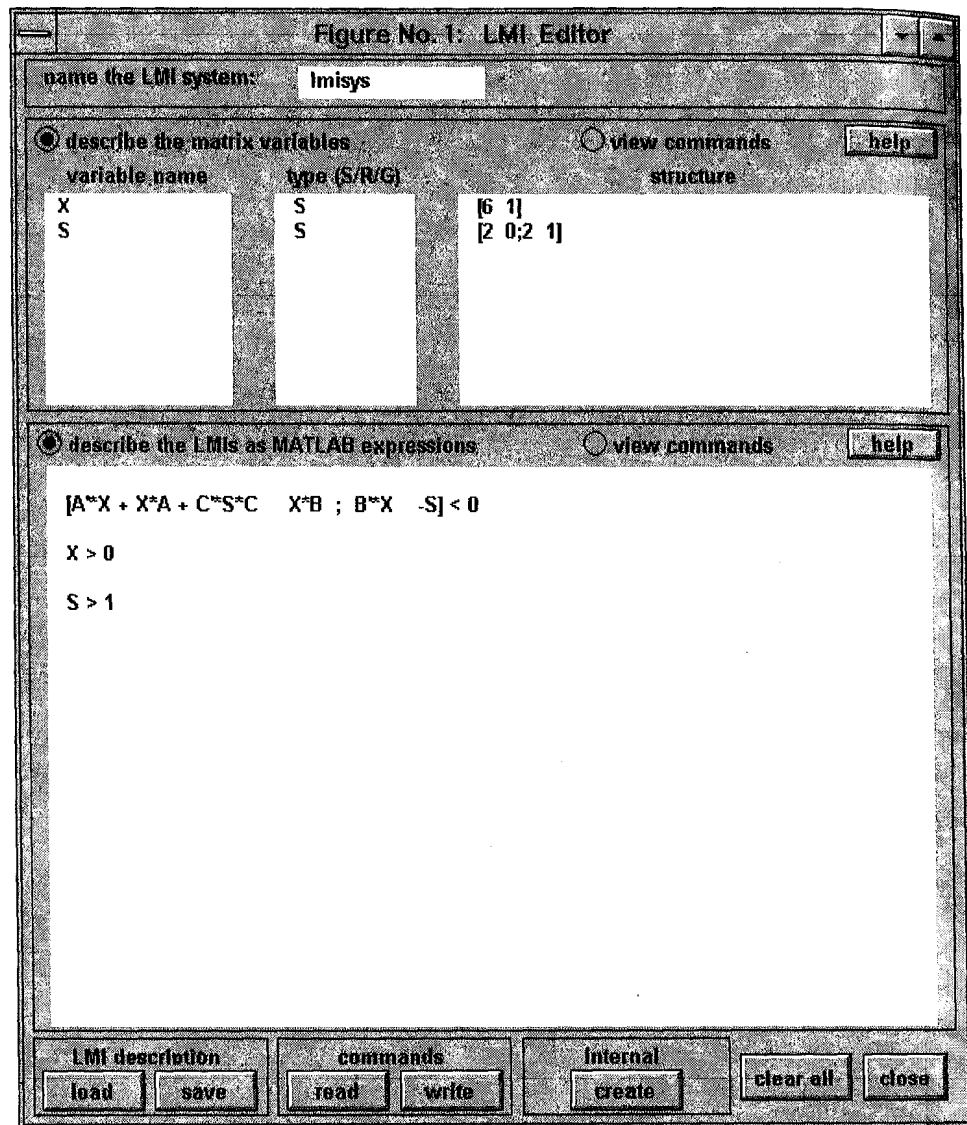 Figure No. 1: LMI Editor
name the LMI system: lmisys
describe the matrix variables view commands help
variable name type (S/R/G) structure
X S [6 1]
S S [2 0;2 1]
describe the LMIs as MATLAB expressions view commands help
[A'*X + X*A + C'*S*C X*B ; B'*X -S] < 0
X > 0
S > 1
LMI description commands Internal
load save read write create clear all close